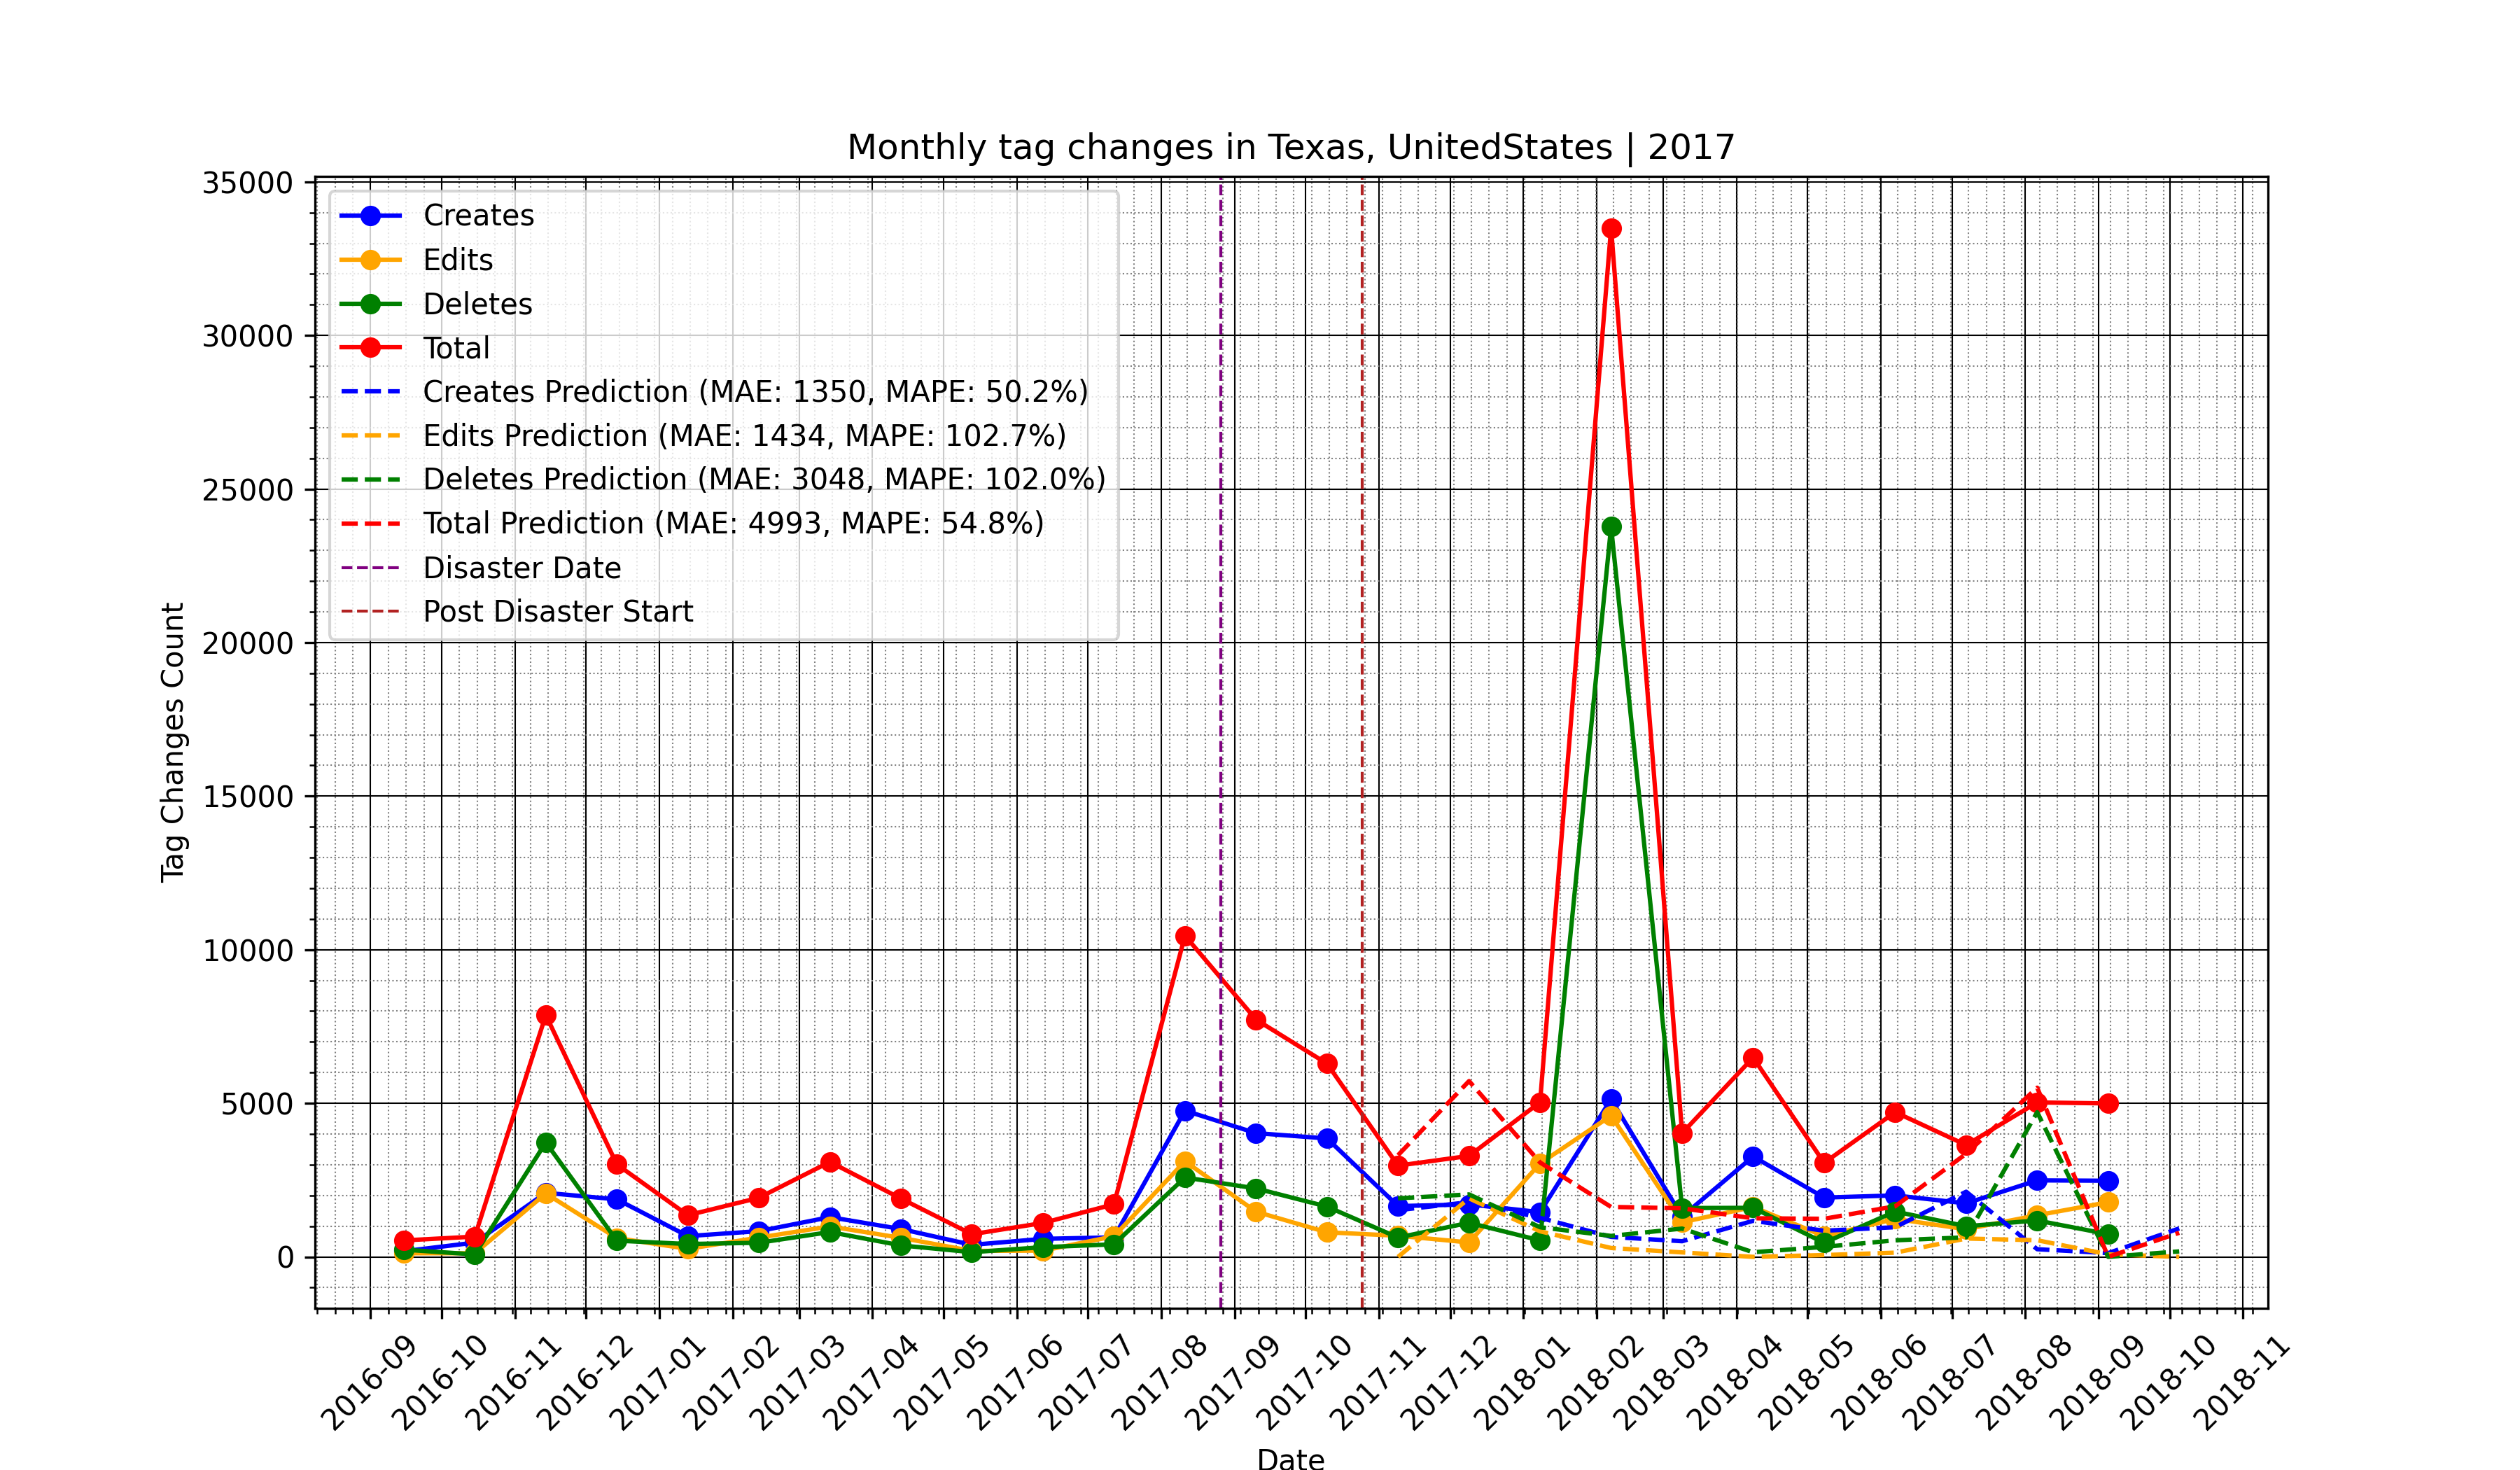 Monthly tag changes in Texas, UnitedStates | 2017
35000
30000
25000
20000
15000
10000
5000
0
Tag Changes Count
Creates
Edits
Deletes
Total
Creates Prediction (MAE: 1350, MAPE: 50.2%)
Edits Prediction (MAE: 1434, MAPE: 102.7%)
Deletes Prediction (MAE: 3048, MAPE: 102.0%)
Total Prediction (MAE: 4993, MAPE: 54.8%)
Disaster Date
Post Disaster Start
2016-09
2016-10
2016-11
2016-12
2017-01
2017-02
2017-03
2017-04
2017-05
2017-06
2017-07
2017-08
2017-09
2017-10
2017-11
2017-12
2018-01
2018-02
2018-03
2018-04
2018-05
2018-06
2018-07
2018-08
2018-09
2018-10
2018-11
Date